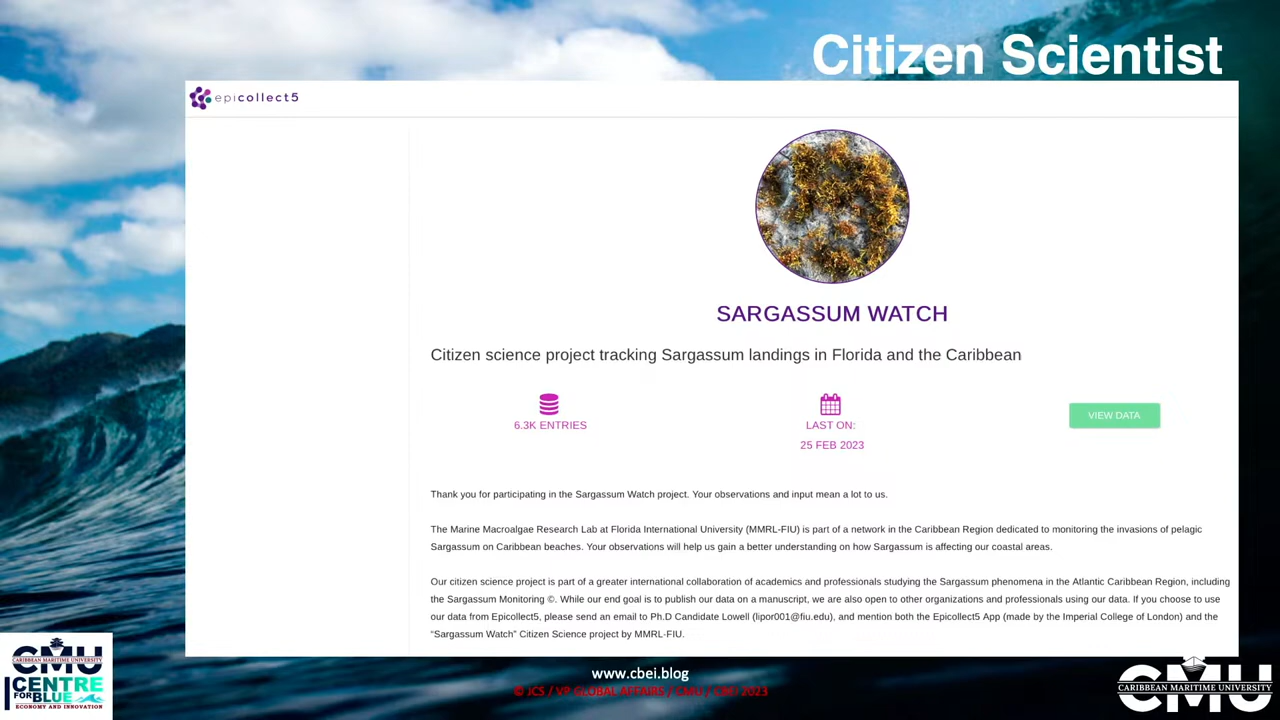 Citizen Scientist
epicollect5
SARGASSUM WATCH
Citizen science project tracking Sargassum landings in Florida and the Caribbean
6.3K ENTRIES
LAST ON:
25 FEB 2023
VIEW DATA
Thank you for participating in the Sargassum Watch project. Your observations and input mean a lot to us.
The Marine Macroalgae Research Lab at Florida International University (MMRL-FIU) is part of a network in the Caribbean Region dedicated to monitoring the invasions of pelagic
Sargassum on Caribbean beaches. Your observations will help us gain a better understanding on how Sargassum is affecting our coastal areas.
Our citizen science project is part of a greater international collaboration of academics and professionals studying the Sargassum phenomena in the Atlantic Caribbean Region, including
the Sargassum Monitoring ©. While our end goal is to publish our data on a manuscript, we are also open to other organizations and professionals using our data. If you choose to use
our data from Epicollect5, please send an email to Ph.D Candidate Lowell (lipor001@fiu.edu), and mention both the Epicollect5 App (made by the Imperial College of London) and the
“Sargassum Watch” Citizen Science project by MMRL-FIU.
CMU
CARIBBEAN MARITIME UNIVERSITY
CENTRE
FOR BLUE
ECONOMY AND INNOVATION
www.cbei.blog
© JCS / VP GLOBAL AFFAIRS / CMU / CBEI 2023
CMU
CARIBBEAN MARITIME UNIVERSITY